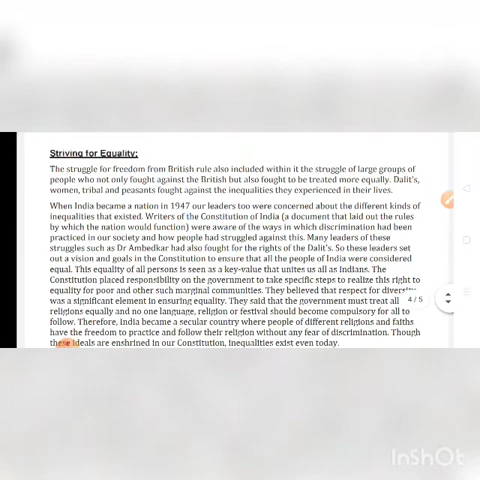 Striving for Equality:
The struggle for freedom from British rule also included within it the struggle of large groups of
people who not only fought against the British but also fought to be treated more equally. Dalit's,
women, tribal and peasants fought against the inequalities they experienced in their lives.
When India became a nation in 1947 our leaders too were concerned about the different kinds of
inequalities that existed. Writers of the Constitution of India (a document that laid out the rules
by which the nation would function) were aware of the ways in which discrimination had been
practiced in our society and how people had struggled against this. Many leaders of these
struggles such as Dr Ambedkar had also fought for the rights of the Dalit's. So these leaders set
out a vision and goals in the Constitution to ensure that all the people of India were considered
equal. This equality of all persons is seen as a key-value that unites us all as Indians. The
Constitution placed responsibility on the government to take specific steps to realize this right to
equality for poor and other such marginal communities. They believed that respect for
was a significant element in ensuring equality. They said that the government must treat all 4/5
religions equally and no one language, religion or festival should become compulsory for all to
follow. Therefore, India became a secular country where people of different religions and faiths
have the freedom to practice and follow their religion without any fear of discrimination. Though
these ideals are enshrined in our Constitution, inequalities exist even today.
InShOt